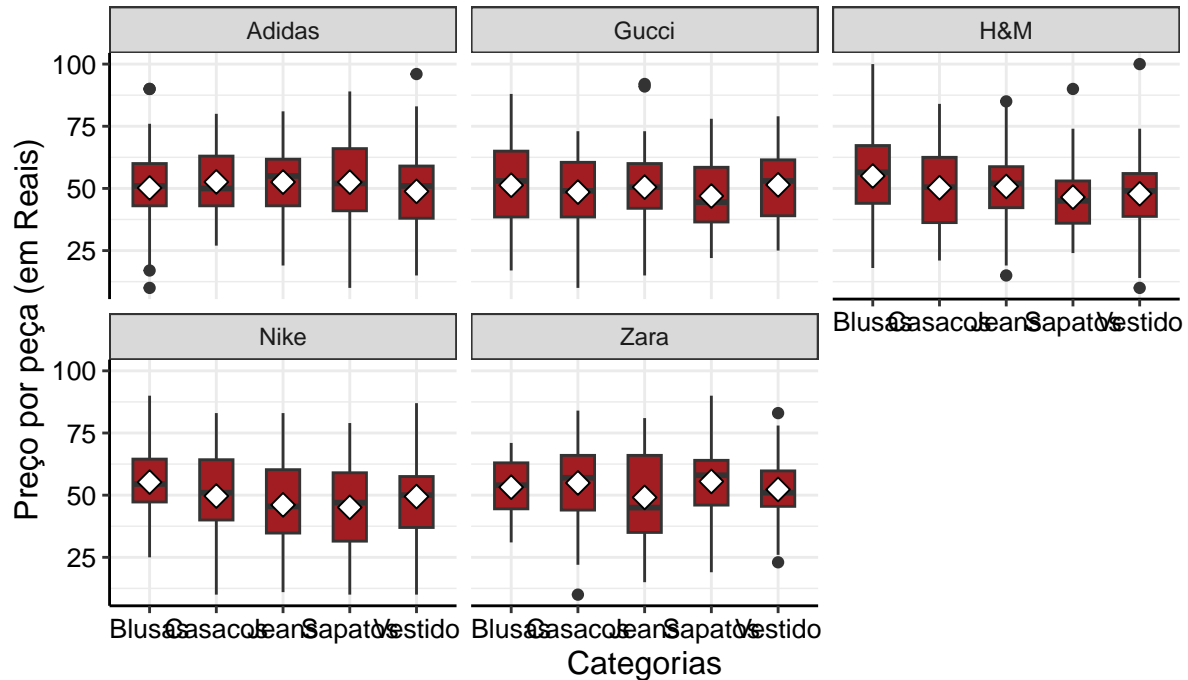 Adidas
Gucci
H&M
100
75
50
25
Blusas Casacos Jeans Sapatos Vestido
Nike
Zara
100
75
50
25
Blusas Casacos Jeans Sapatos Vestido
Blusas Casacos Jeans Sapatos Vestido
Categorias
Preço por peça (em Reais)